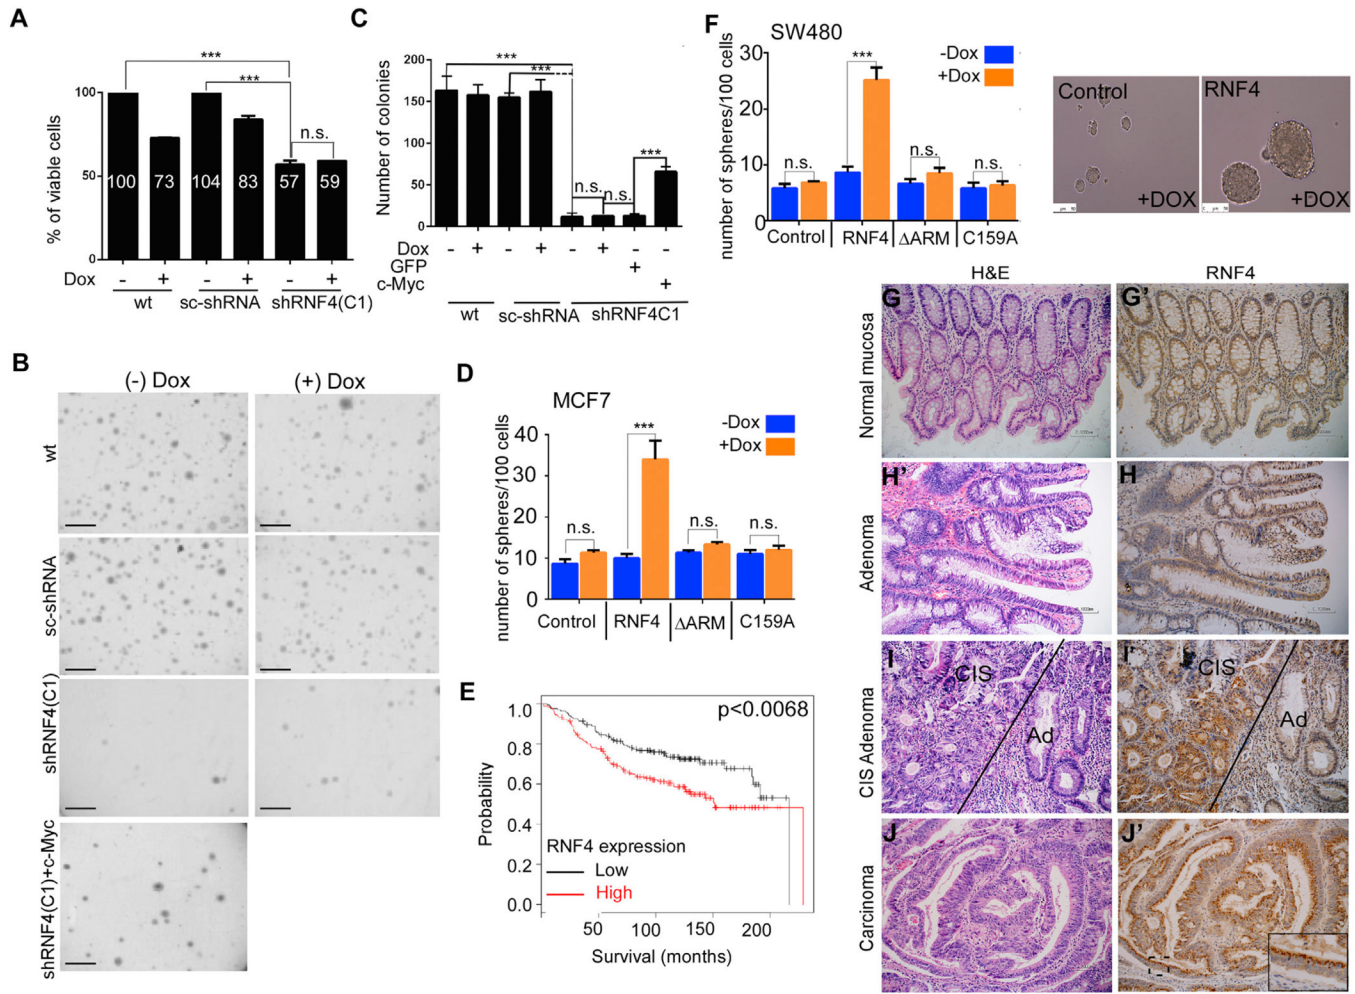 A
***
***
n.s.
% of viable cells
100
50
0
100
73
104
83
57
59
Dox
- + - + - +
wt
sc-shRNA
shRNF4(C1)
B
(-) Dox
(+) Dox
wt
sc-shRNA
shRNF4(C1)
shRNF4(C1)+c-Myc
C
***
***
***
n.s.
n.s.
Number of colonies
200
150
100
50
0
Dox
- + - + - +
GFP
+
c-Myc
+
wt
sc-shRNA
shRNF4C1
D
MCF7
-Dox
+Dox
number of spheres/100 cells
40
30
20
10
0
n.s.
***
n.s.
n.s.
Control
RNF4
ΔARM
C159A
E
p<0.0068
Probability
1.0
0.8
0.6
0.4
0.2
0.0
RNF4 expression
Low
High
50
100
150
200
Survival (months)
F
SW480
-Dox
+Dox
number of spheres/100 cells
30
20
10
0
n.s.
***
n.s.
n.s.
Control
RNF4
ΔARM
C159A
Control
+DOX
RNF4
+DOX
H&E
RNF4
Normal mucosa
G
G'
Adenoma
H'
H
CIS Adenoma
I
CIS
Ad
I'
CIS
Ad
Carcinoma
J
J'